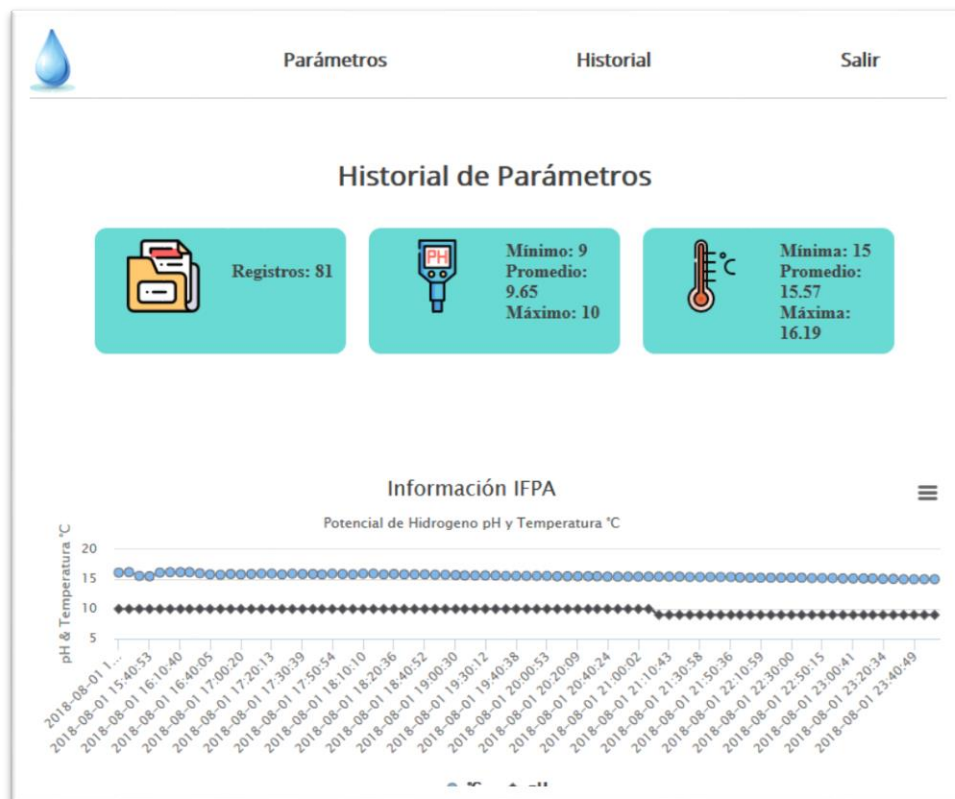 Parámetros Historial Salir
Historial de Parámetros
Registros: 81
PH
Mínimo: 9
Promedio:
9.65
Máximo: 10
°C
Mínima: 15
Promedio:
15.57
Máxima:
16.19
Información IFPA
Potencial de Hidrogeno pH y Temperatura °C
pH & Temperatura °C
20
15
10
5
2018-08-01 1...
2018-08-01 15:40:53
2018-08-01 16:10:40
2018-08-01 16:40:05
2018-08-01 17:00:20
2018-08-01 17:20:13
2018-08-01 17:30:39
2018-08-01 17:50:54
2018-08-01 18:10:10
2018-08-01 18:20:36
2018-08-01 18:40:52
2018-08-01 19:00:30
2018-08-01 19:30:12
2018-08-01 19:40:38
2018-08-01 20:00:53
2018-08-01 20:20:09
2018-08-01 20:40:24
2018-08-01 21:00:02
2018-08-01 21:10:43
2018-08-01 21:30:58
2018-08-01 21:50:36
2018-08-01 22:10:59
2018-08-01 22:30:00
2018-08-01 22:50:15
2018-08-01 23:00:41
2018-08-01 23:20:34
2018-08-01 23:40:49